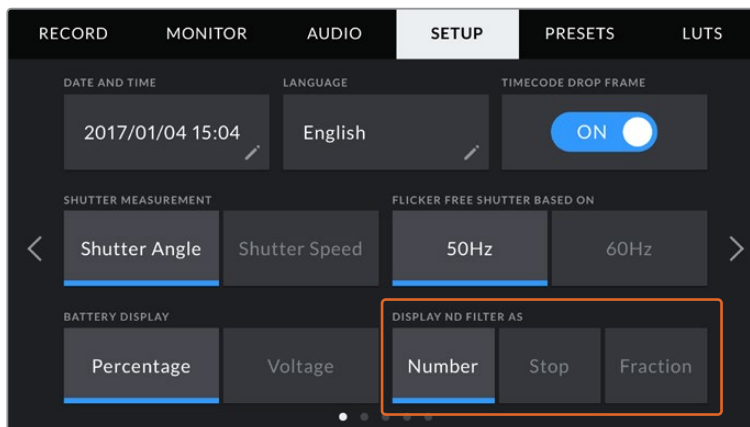 RECORD MONITOR AUDIO SETUP PRESETS LUTS
DATE AND TIME LANGUAGE TIMECODE DROP FRAME
2017/01/04 15:04 English ON
SHUTTER MEASUREMENT FLICKER FREE SHUTTER BASED ON
Shutter Angle Shutter Speed 50Hz 60Hz
BATTERY DISPLAY DISPLAY ND FILTER AS
Percentage Voltage Number Stop Fraction